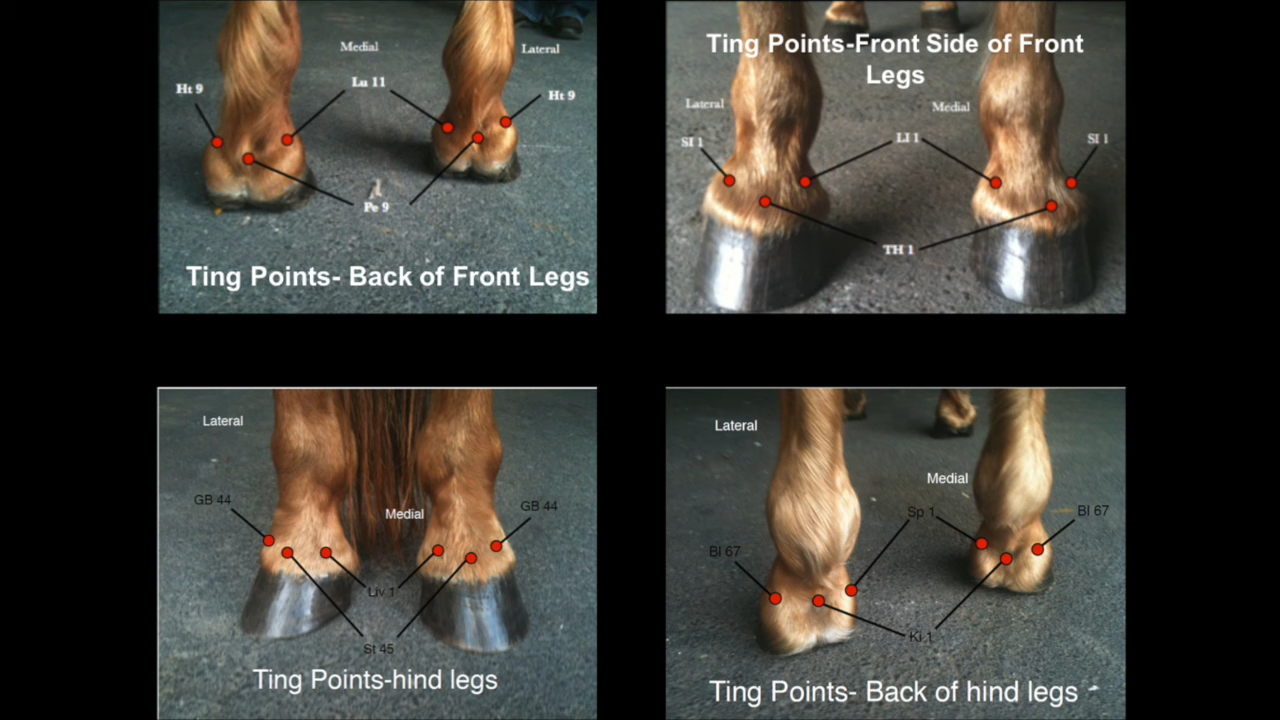 Medial
Lateral
Ht 9
Lu 11
Ht 9
Pe 9
Ting Points- Back of Front Legs
Ting Points-Front Side of Front
Legs
Lateral
Medial
SI 1
LI 1
SI 1
TH 1
Lateral
GB 44
Medial
GB 44
Liv 1
St 45
Ting Points-hind legs
Lateral
Medial
Sp 1
Bl 67
Bl 67
Ki 1
Ting Points- Back of hind legs